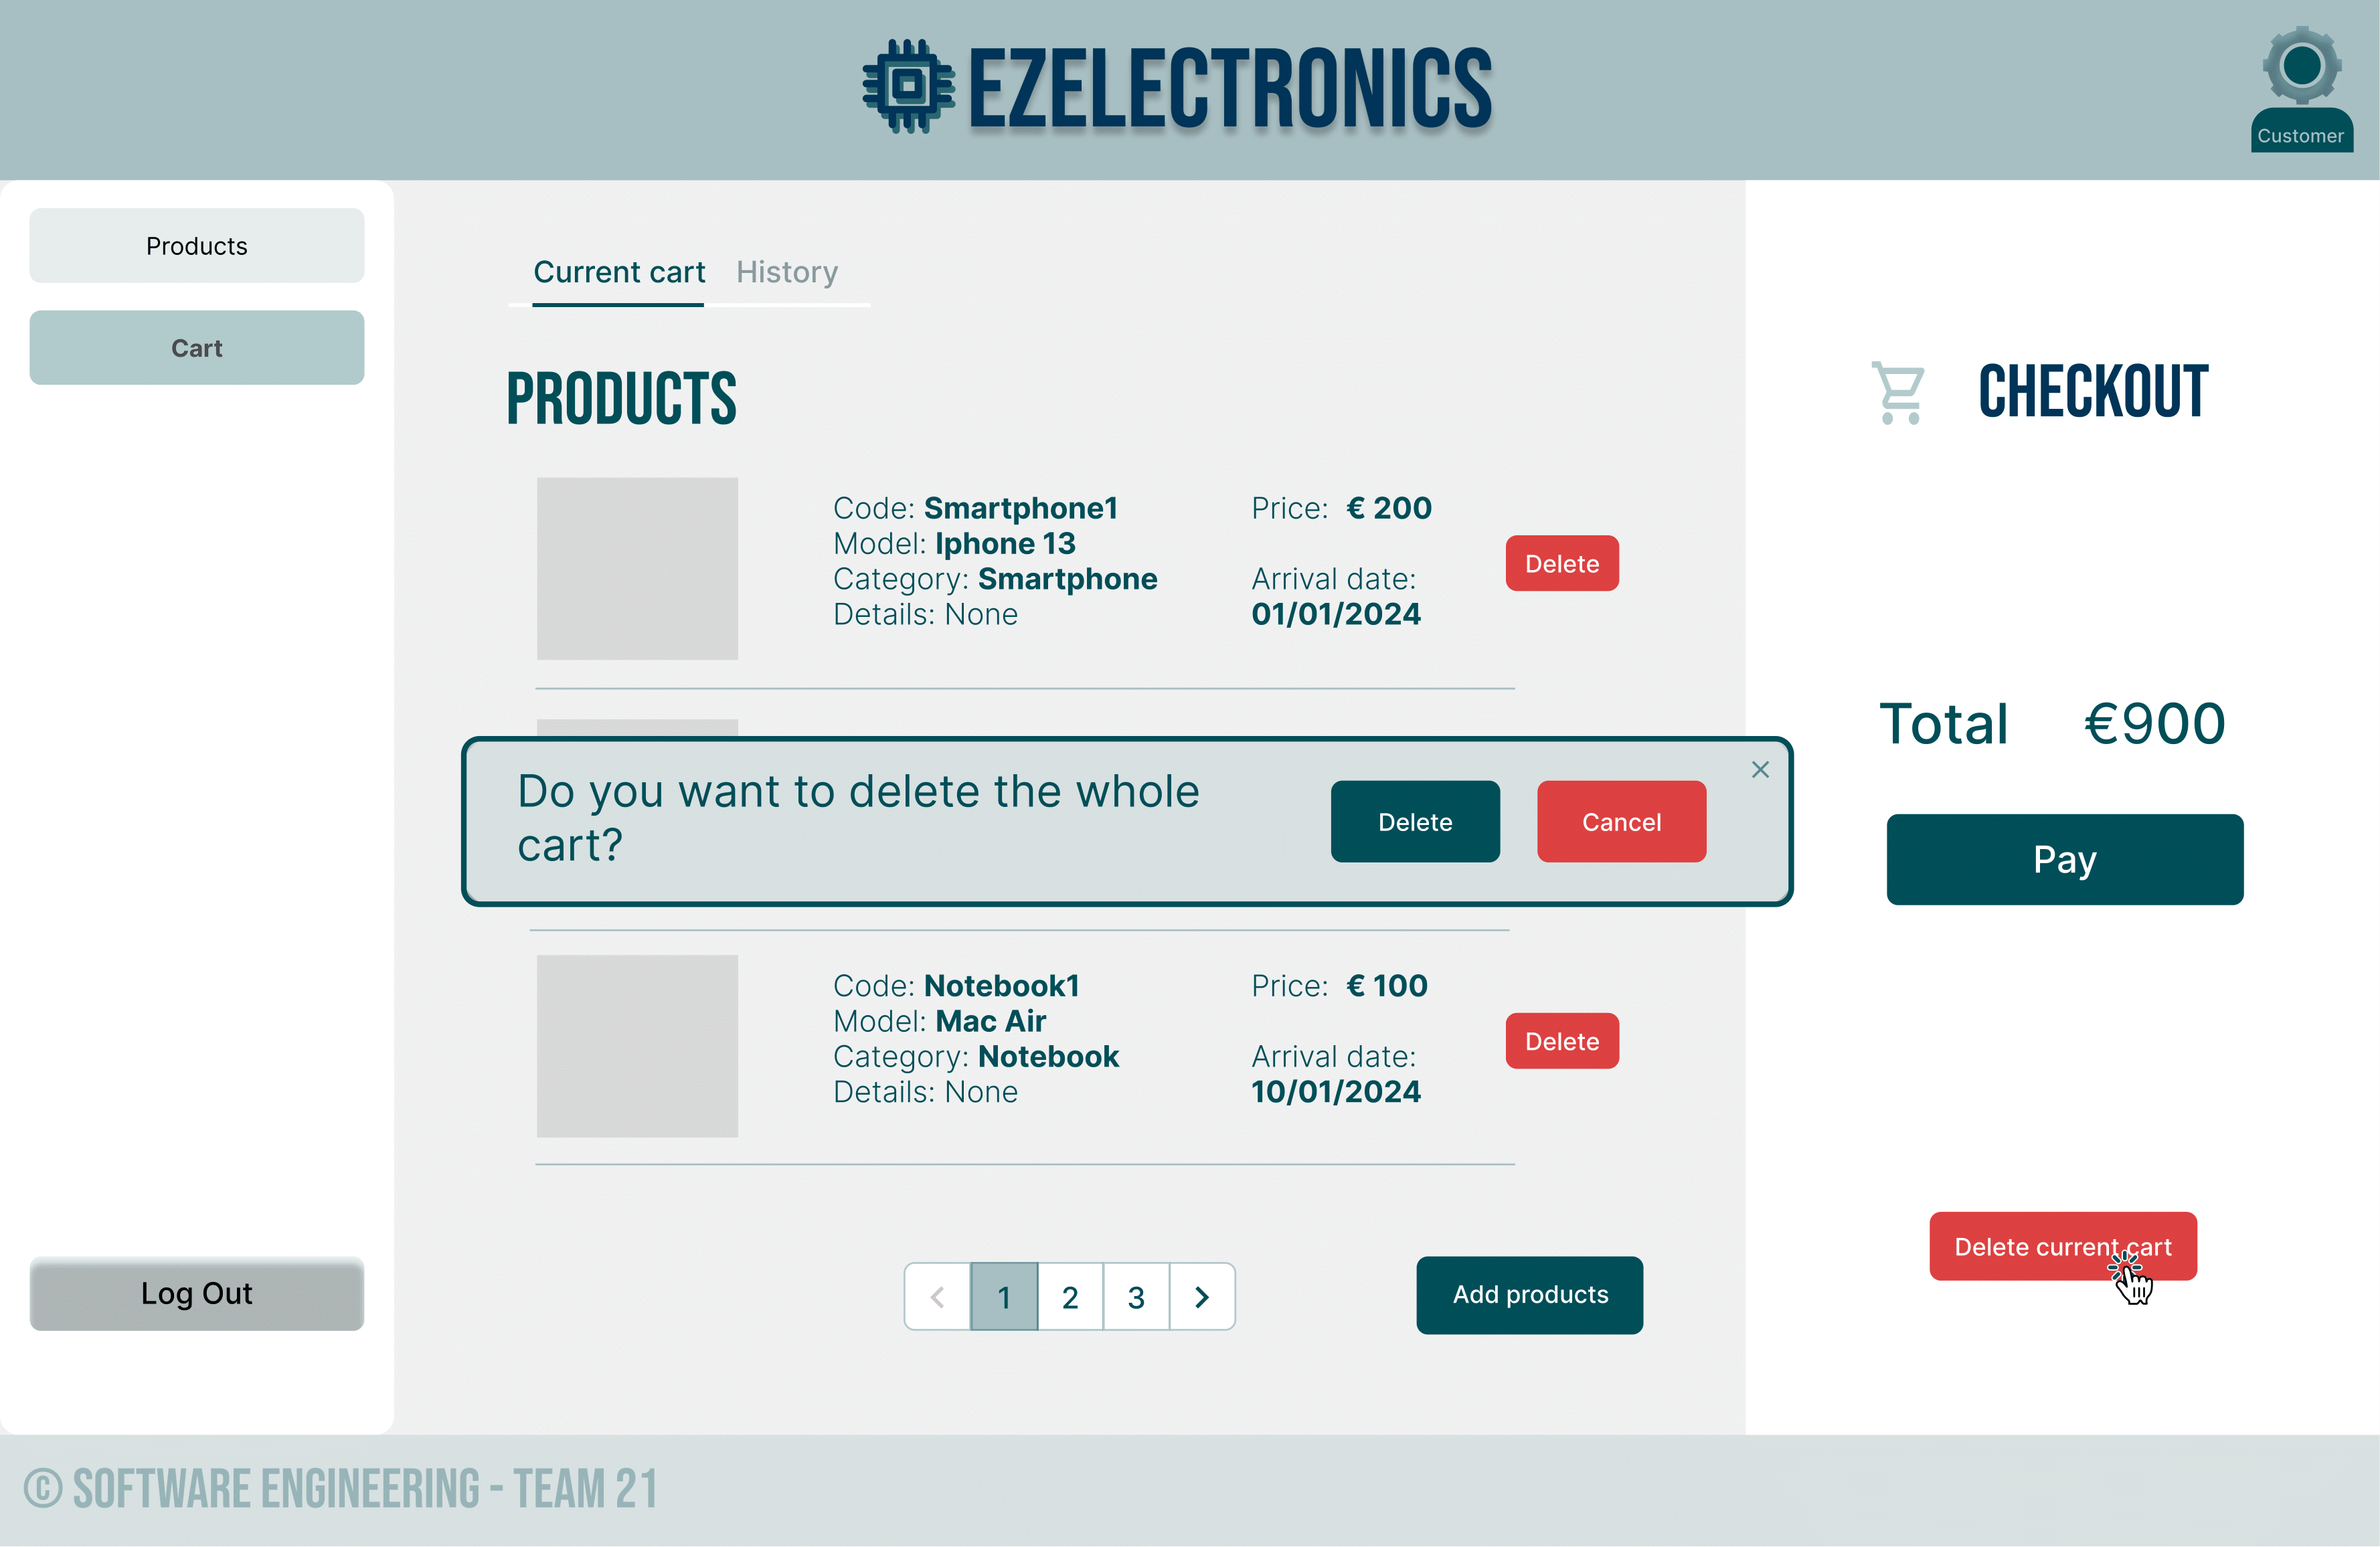 EZELECTRONICS
Customer
Products
Cart
Log Out
Current cart History
PRODUCTS
Code: Smartphone1
Model: Iphone 13
Category: Smartphone
Details: None
Price: € 200
Arrival date:
01/01/2024
Delete
Do you want to delete the whole
cart?
Delete
Cancel
Code: Notebook1
Model: Mac Air
Category: Notebook
Details: None
Price: € 100
Arrival date:
10/01/2024
Delete
1 2 3
Add products
CHECKOUT
Total €900
Pay
Delete current cart
© SOFTWARE ENGINEERING - TEAM 21